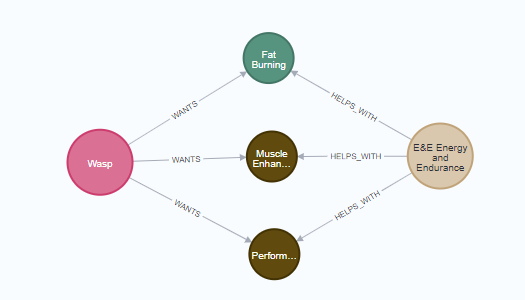 Fat
Burning
WANTS
HELPS_WITH
Wasp
WANTS
Muscle
Enhan...
HELPS_WITH
E&E Energy
and
Endurance
WANTS
HELPS_WITH
Perform...